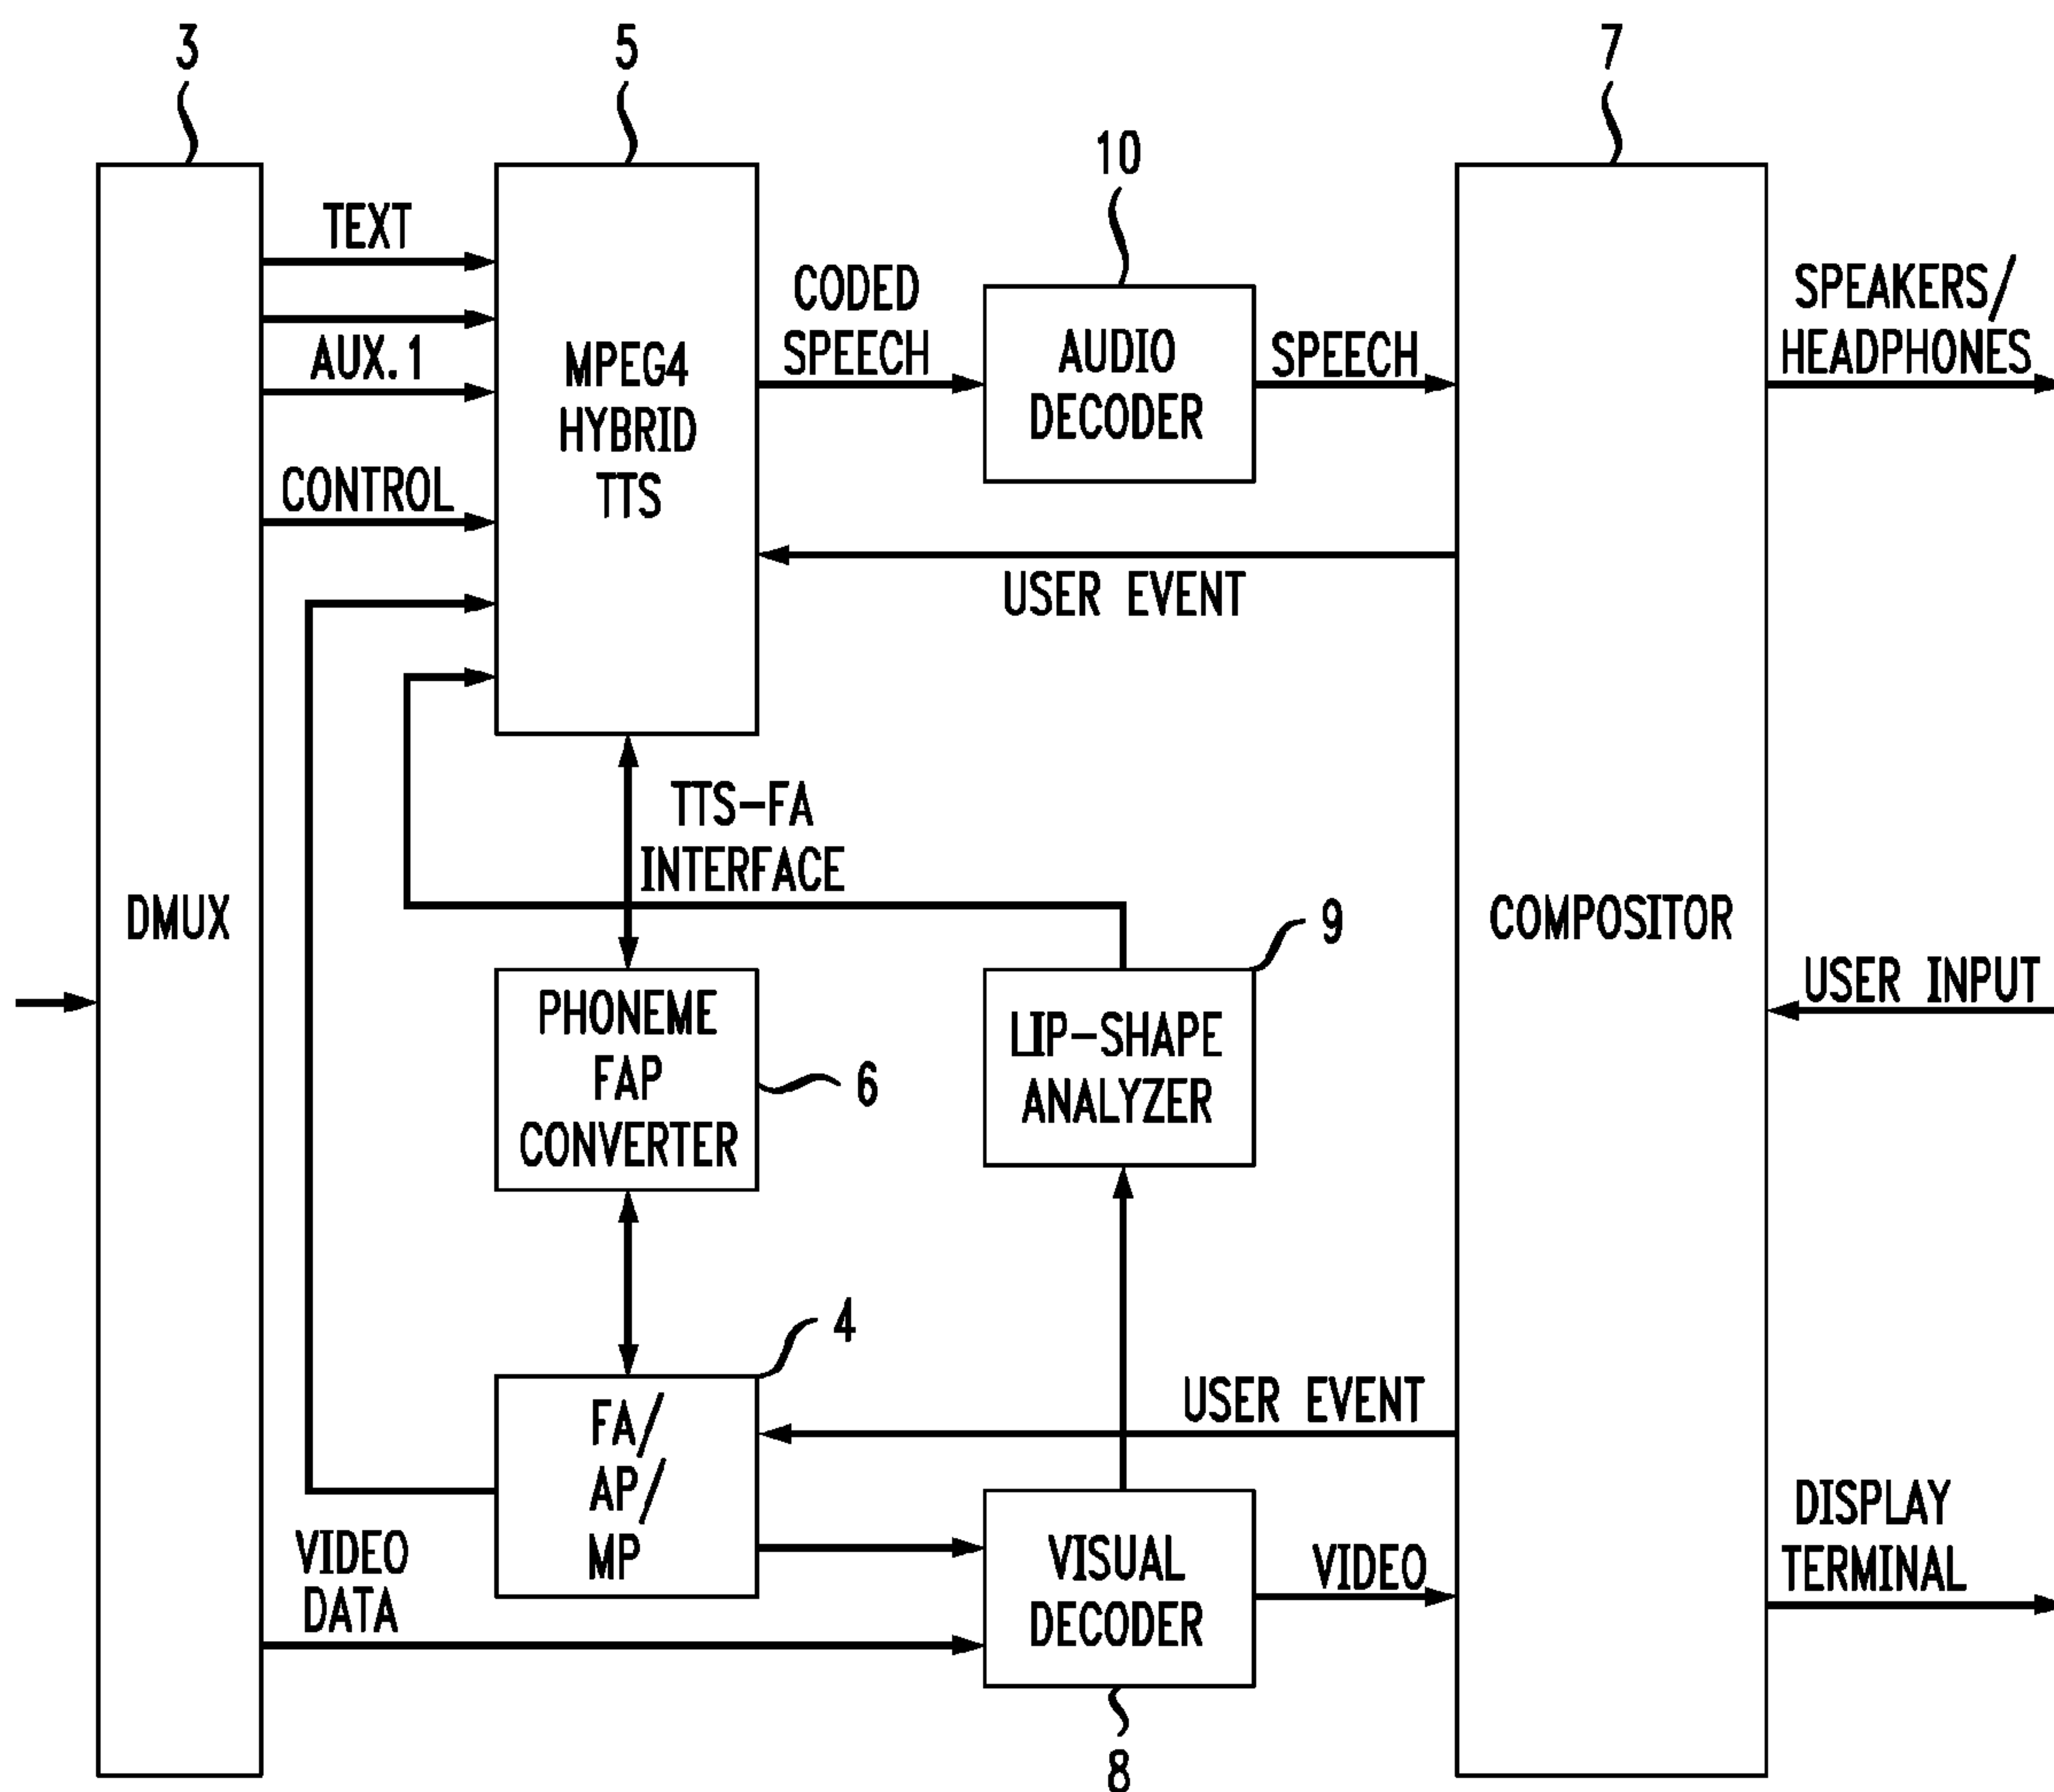 3
5
7
10
TEXT
AUX.1
CONTROL
MPEG4
HYBRID
TTS
CODED
SPEECH
AUDIO
DECODER
SPEECH
SPEAKERS/
HEADPHONES
USER EVENT
TTS-FA
INTERFACE
DMUX
COMPOSITOR
9
USER INPUT
PHONEME
FAP
CONVERTER
6
LIP-SHAPE
ANALYZER
4
FA/
AP/
MP
USER EVENT
VIDEO
DATA
VISUAL
DECODER
VIDEO
DISPLAY
TERMINAL
8